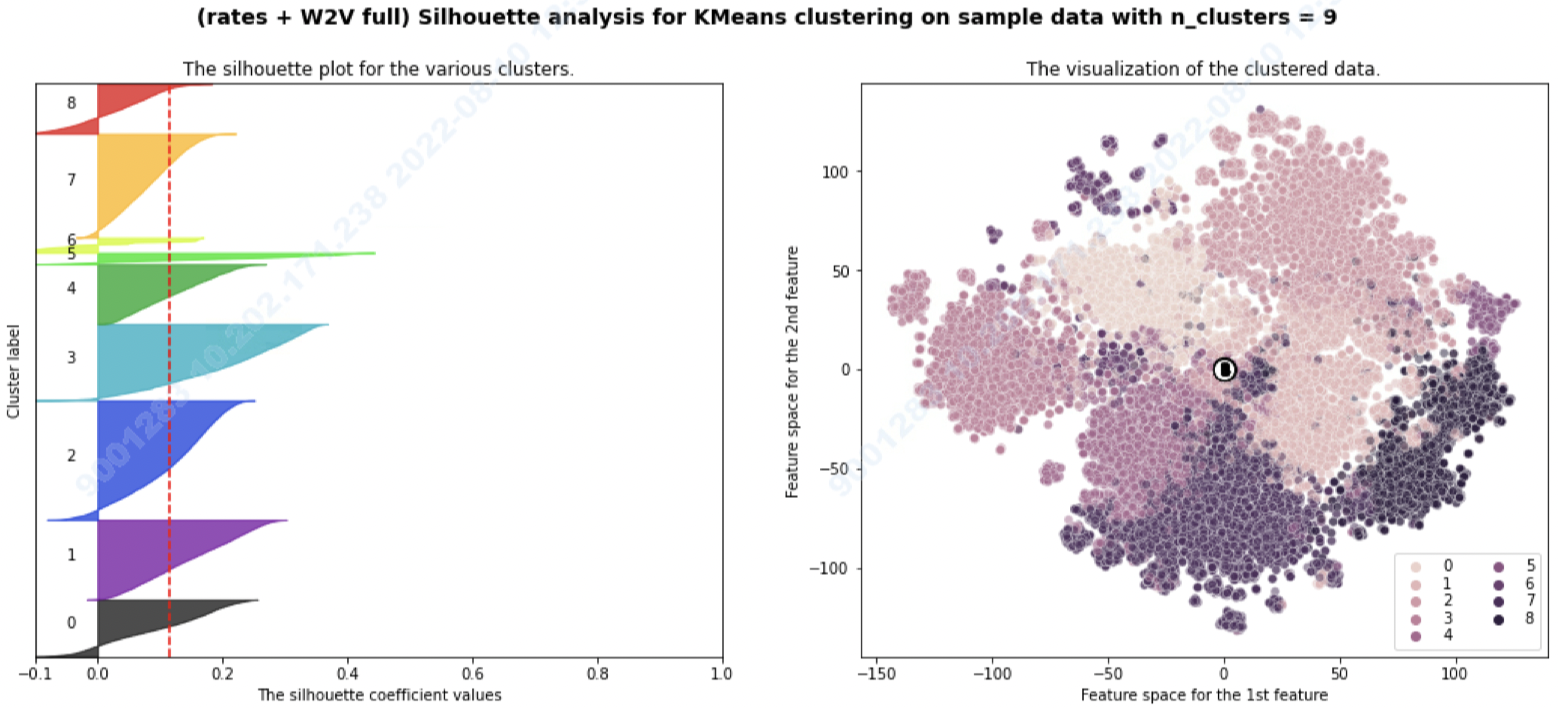 (rates + W2V full) Silhouette analysis for KMeans clustering on sample data with n_clusters = 9
The silhouette plot for the various clusters.
8
7
6
5
4
3
2
1
0
Cluster label
−0.1 0.0 0.2 0.4 0.6 0.8 1.0
The silhouette coefficient values
The visualization of the clustered data.
100
50
0
−50
−100
Feature space for the 2nd feature
0 5
1 6
2 7
3 8
4
−150 −100 −50 0 50 100
Feature space for the 1st feature